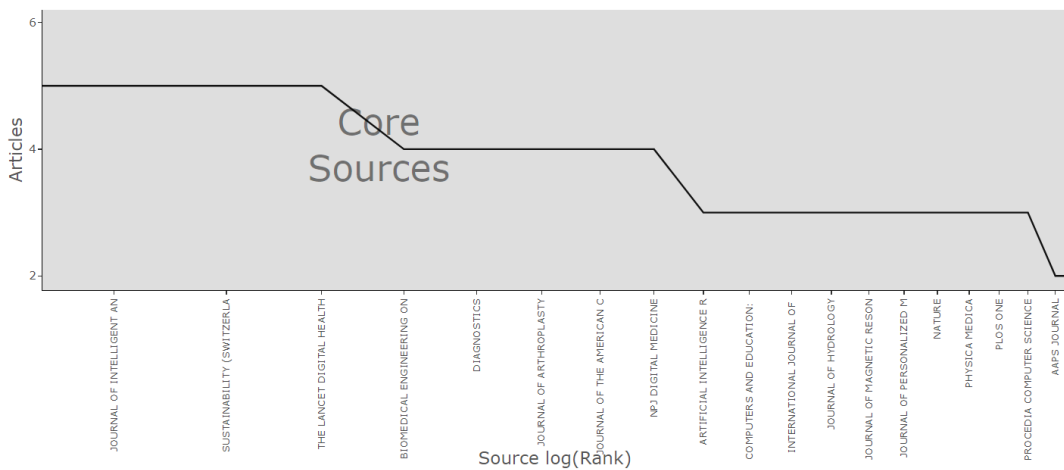 6
4
2
Articles
Core
Sources
JOURNAL OF INTELLIGENT AN
SUSTAINABILITY (SWITZERLA
THE LANCET DIGITAL HEALTH
BIOMEDICAL ENGINEERING ON
DIAGNOSTICS
JOURNAL OF ARTHROPLASTY
JOURNAL OF THE AMERICAN C
NPJ DIGITAL MEDICINE
ARTIFICIAL INTELLIGENCE R
COMPUTERS AND EDUCATION:
INTERNATIONAL JOURNAL OF
JOURNAL OF HYDROLOGY
JOURNAL OF MAGNETIC RESON
JOURNAL OF PERSONALIZED M
NATURE
PHYSICA MEDICA
PLOS ONE
PROCEDIA COMPUTER SCIENCE
AAPS JOURNAL
Source log(Rank)